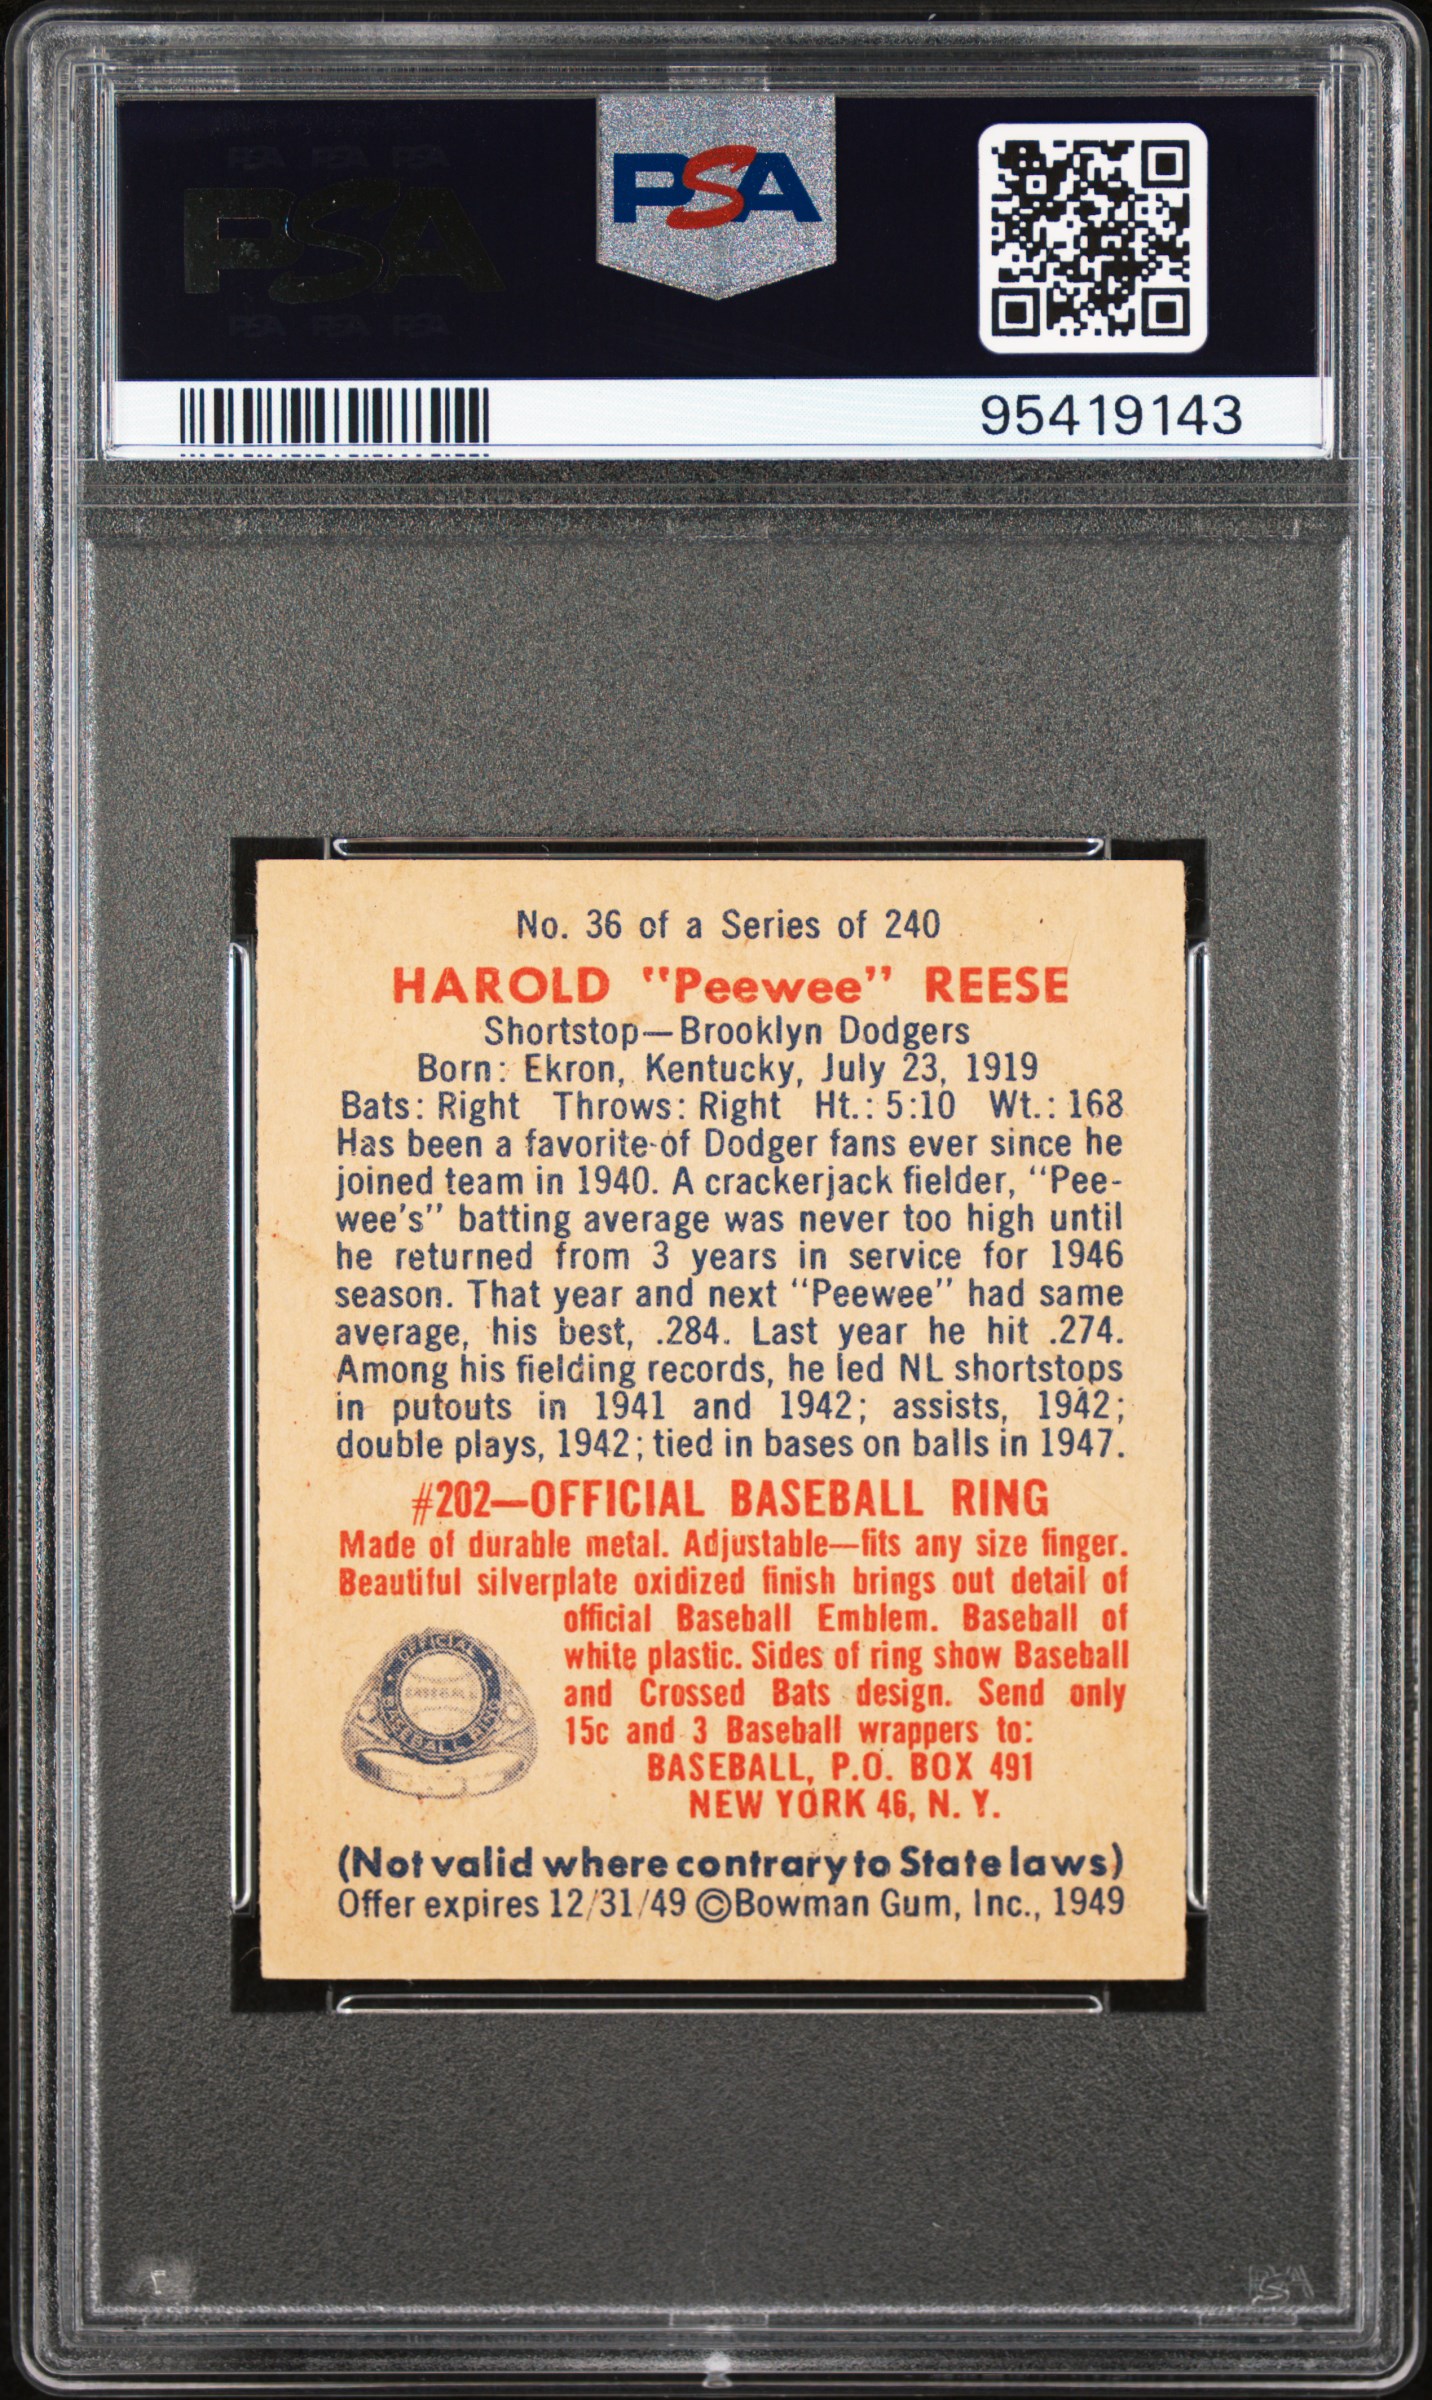 PSA
PSA
95419143
No. 36 of a Series of 240
HAROLD "Peewee" REESE
Shortstop—Brooklyn Dodgers
Born: Ekron, Kentucky, July 23, 1919
Bats: Right Throws: Right Ht.: 5:10 Wt.: 168
Has been a favorite of Dodger fans ever since he
joined team in 1940. A crackerjack fielder, "Pee-
wee's" batting average was never too high until
he returned from 3 years in service for 1946
season. That year and next "Peewee" had same
average, his best, .284. Last year he hit .274.
Among his fielding records, he led NL shortstops
in putouts in 1941 and 1942; assists, 1942;
double plays, 1942; tied in bases on balls in 1947.
#202—OFFICIAL BASEBALL RING
Made of durable metal. Adjustable—fits any size finger.
Beautiful silverplate oxidized finish brings out detail of
official Baseball Emblem. Baseball of
white plastic. Sides of ring show Baseball
and Crossed Bats design. Send only
15c and 3 Baseball wrappers to:
BASEBALL, P.O. BOX 491
NEW YORK 46, N. Y.
OFFICIAL
BASEBALL
BASEBALL RING
(Not valid where contrary to State laws)
Offer expires 12/31/49 ©Bowman Gum, Inc., 1949
PSA